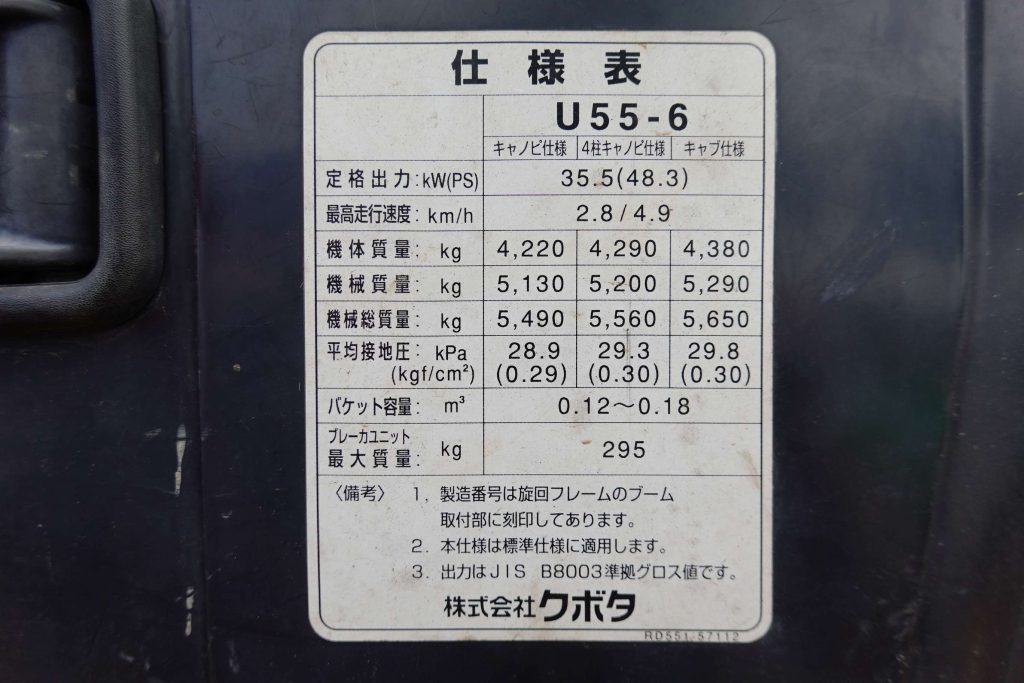 仕様表
U55-6
キャノピ仕様 4柱キャノピ仕様 キャブ仕様
定格出力:kW(PS) 35.5(48.3)
最高走行速度: km/h 2.8/4.9
機体質量: kg 4,220 4,290 4,380
機械質量: kg 5,130 5,200 5,290
機械総質量: kg 5,490 5,560 5,650
平均接地圧: kPa 28.9 29.3 29.8
(kgf/cm²) (0.29) (0.30) (0.30)
バケット容量: m³ 0.12〜0.18
ブレーカユニット
最大質量: kg 295
〈備考〉 1. 製造番号は旋回フレームのブーム
取付部に刻印してあります。
2. 本仕様は標準仕様に適用します。
3. 出力はJIS B8003準拠グロス値です。
株式会社クボタ
RD551-57112